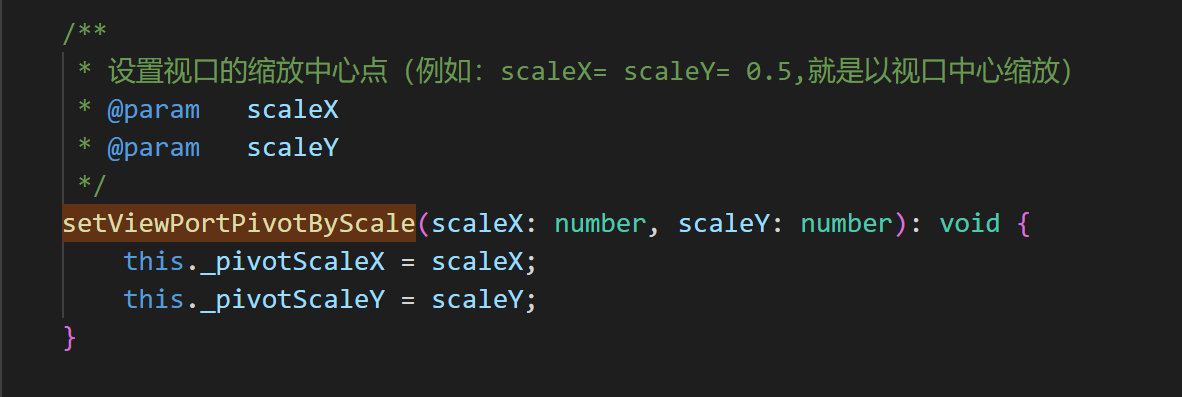 /**
 * 设置视口的缩放中心点（例如：scaleX= scaleY= 0.5,就是以视口中心缩放）
 * @param   scaleX
 * @param   scaleY
 */
setViewPortPivotByScale(scaleX: number, scaleY: number): void {
    this._pivotScaleX = scaleX;
    this._pivotScaleY = scaleY;
}